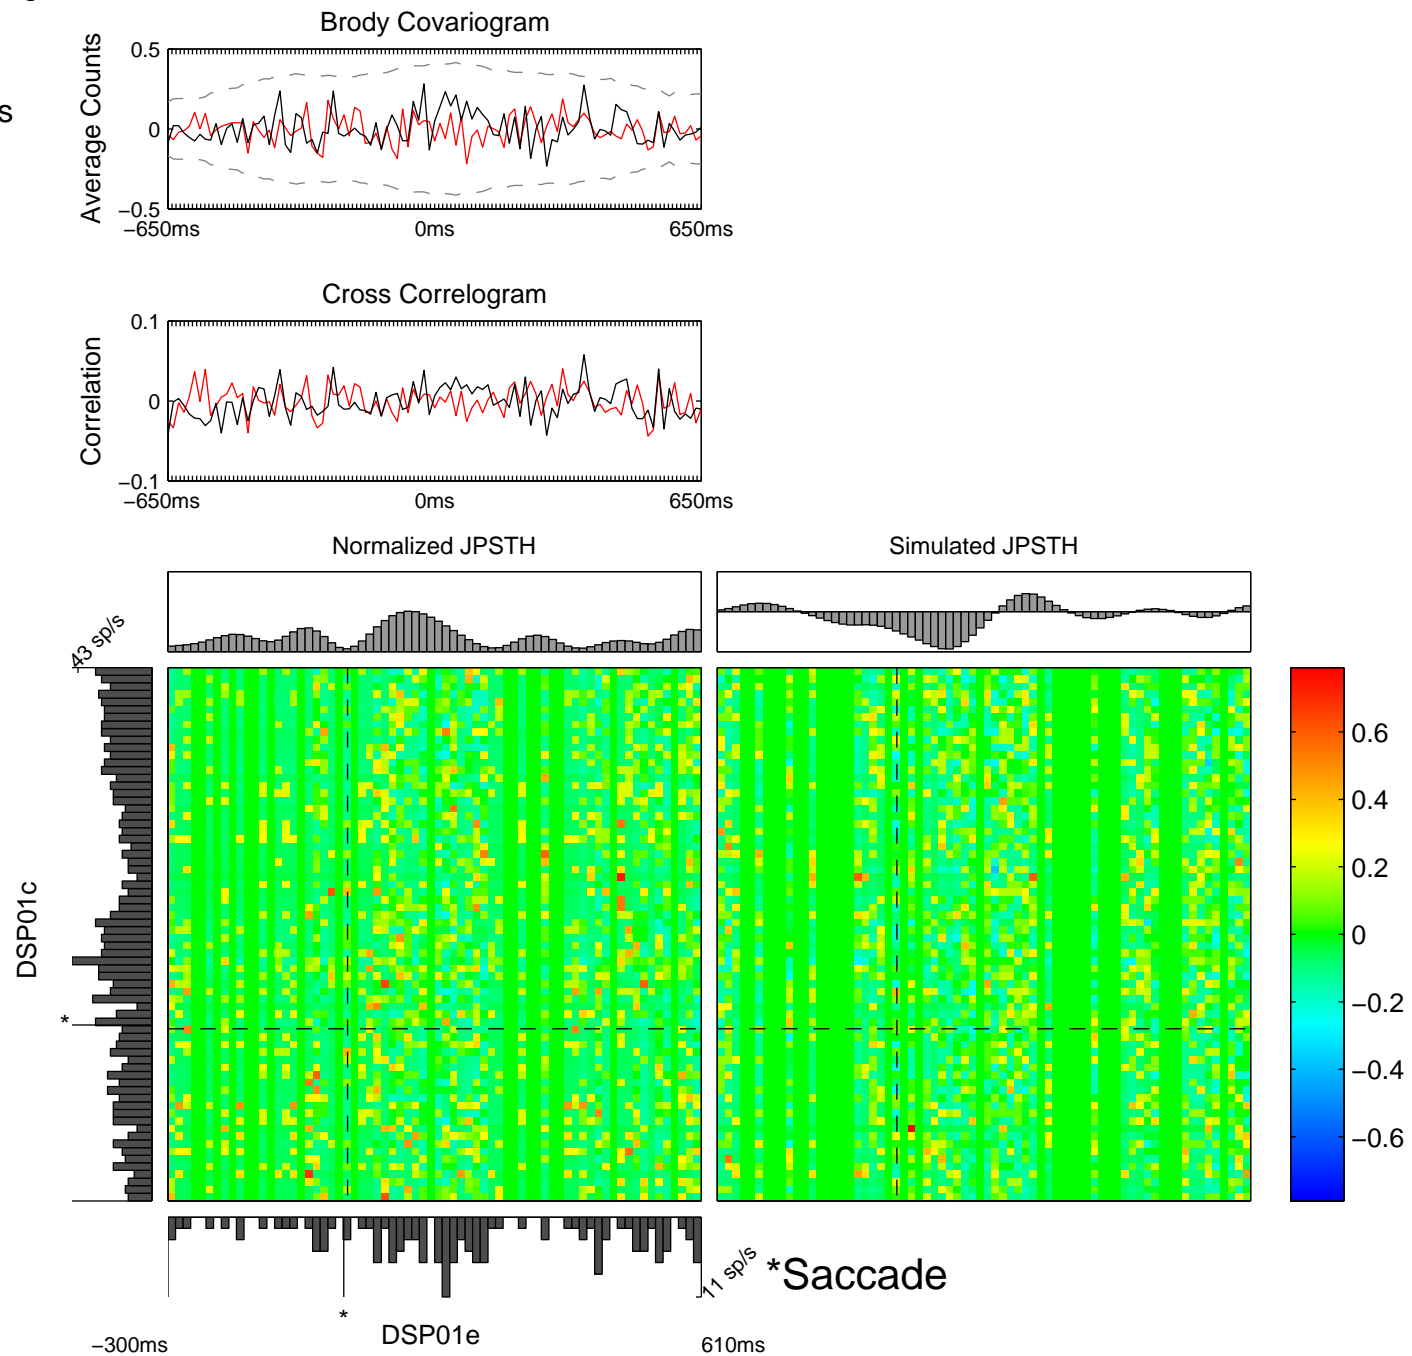 g
Brody Covariogram
s
Average Counts
0.5
0
−0.5
−650ms
0ms
650ms
Cross Correlogram
Correlation
0.1
0
−0.1
−650ms
0ms
650ms
Normalized JPSTH
Simulated JPSTH
43 sp/s
DSP01c
*
0.6
0.4
0.2
0
−0.2
−0.4
−0.6
11 sp/s
*Saccade
*
DSP01e
−300ms
610ms